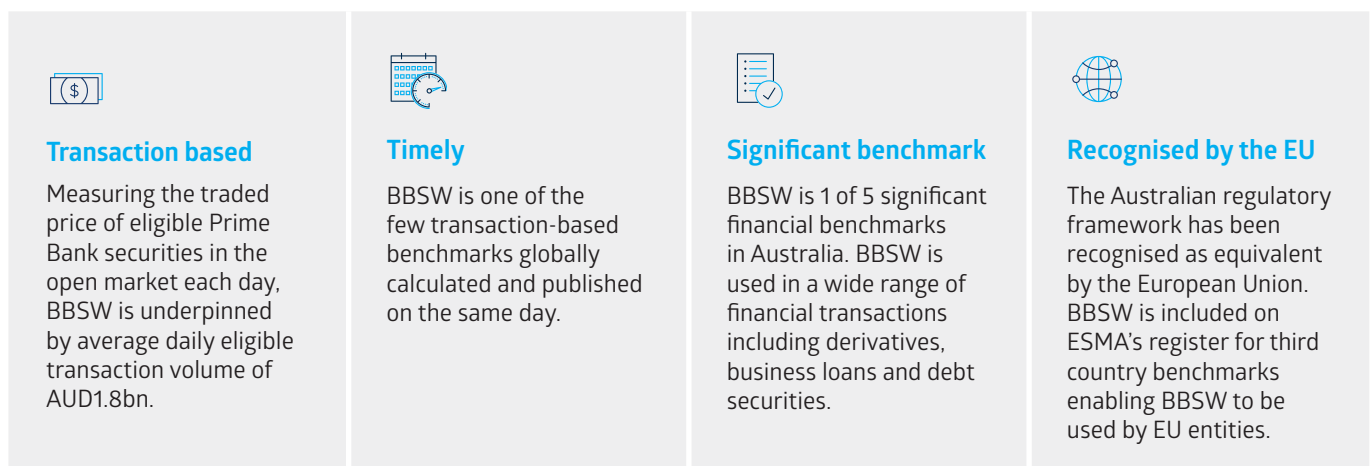 ($)
Transaction based
Measuring the traded
price of eligible Prime
Bank securities in the
open market each day,
BBSW is underpinned
by average daily eligible
transaction volume of
AUD1.8bn.
Timely
BBSW is one of the
few transaction-based
benchmarks globally
calculated and published
on the same day.
Significant benchmark
BBSW is 1 of 5 significant
financial benchmarks
in Australia. BBSW is
used in a wide range of
financial transactions
including derivatives,
business loans and debt
securities.
Recognised by the EU
The Australian regulatory
framework has been
recognised as equivalent
by the European Union.
BBSW is included on
ESMA’s register for third
country benchmarks
enabling BBSW to be
used by EU entities.